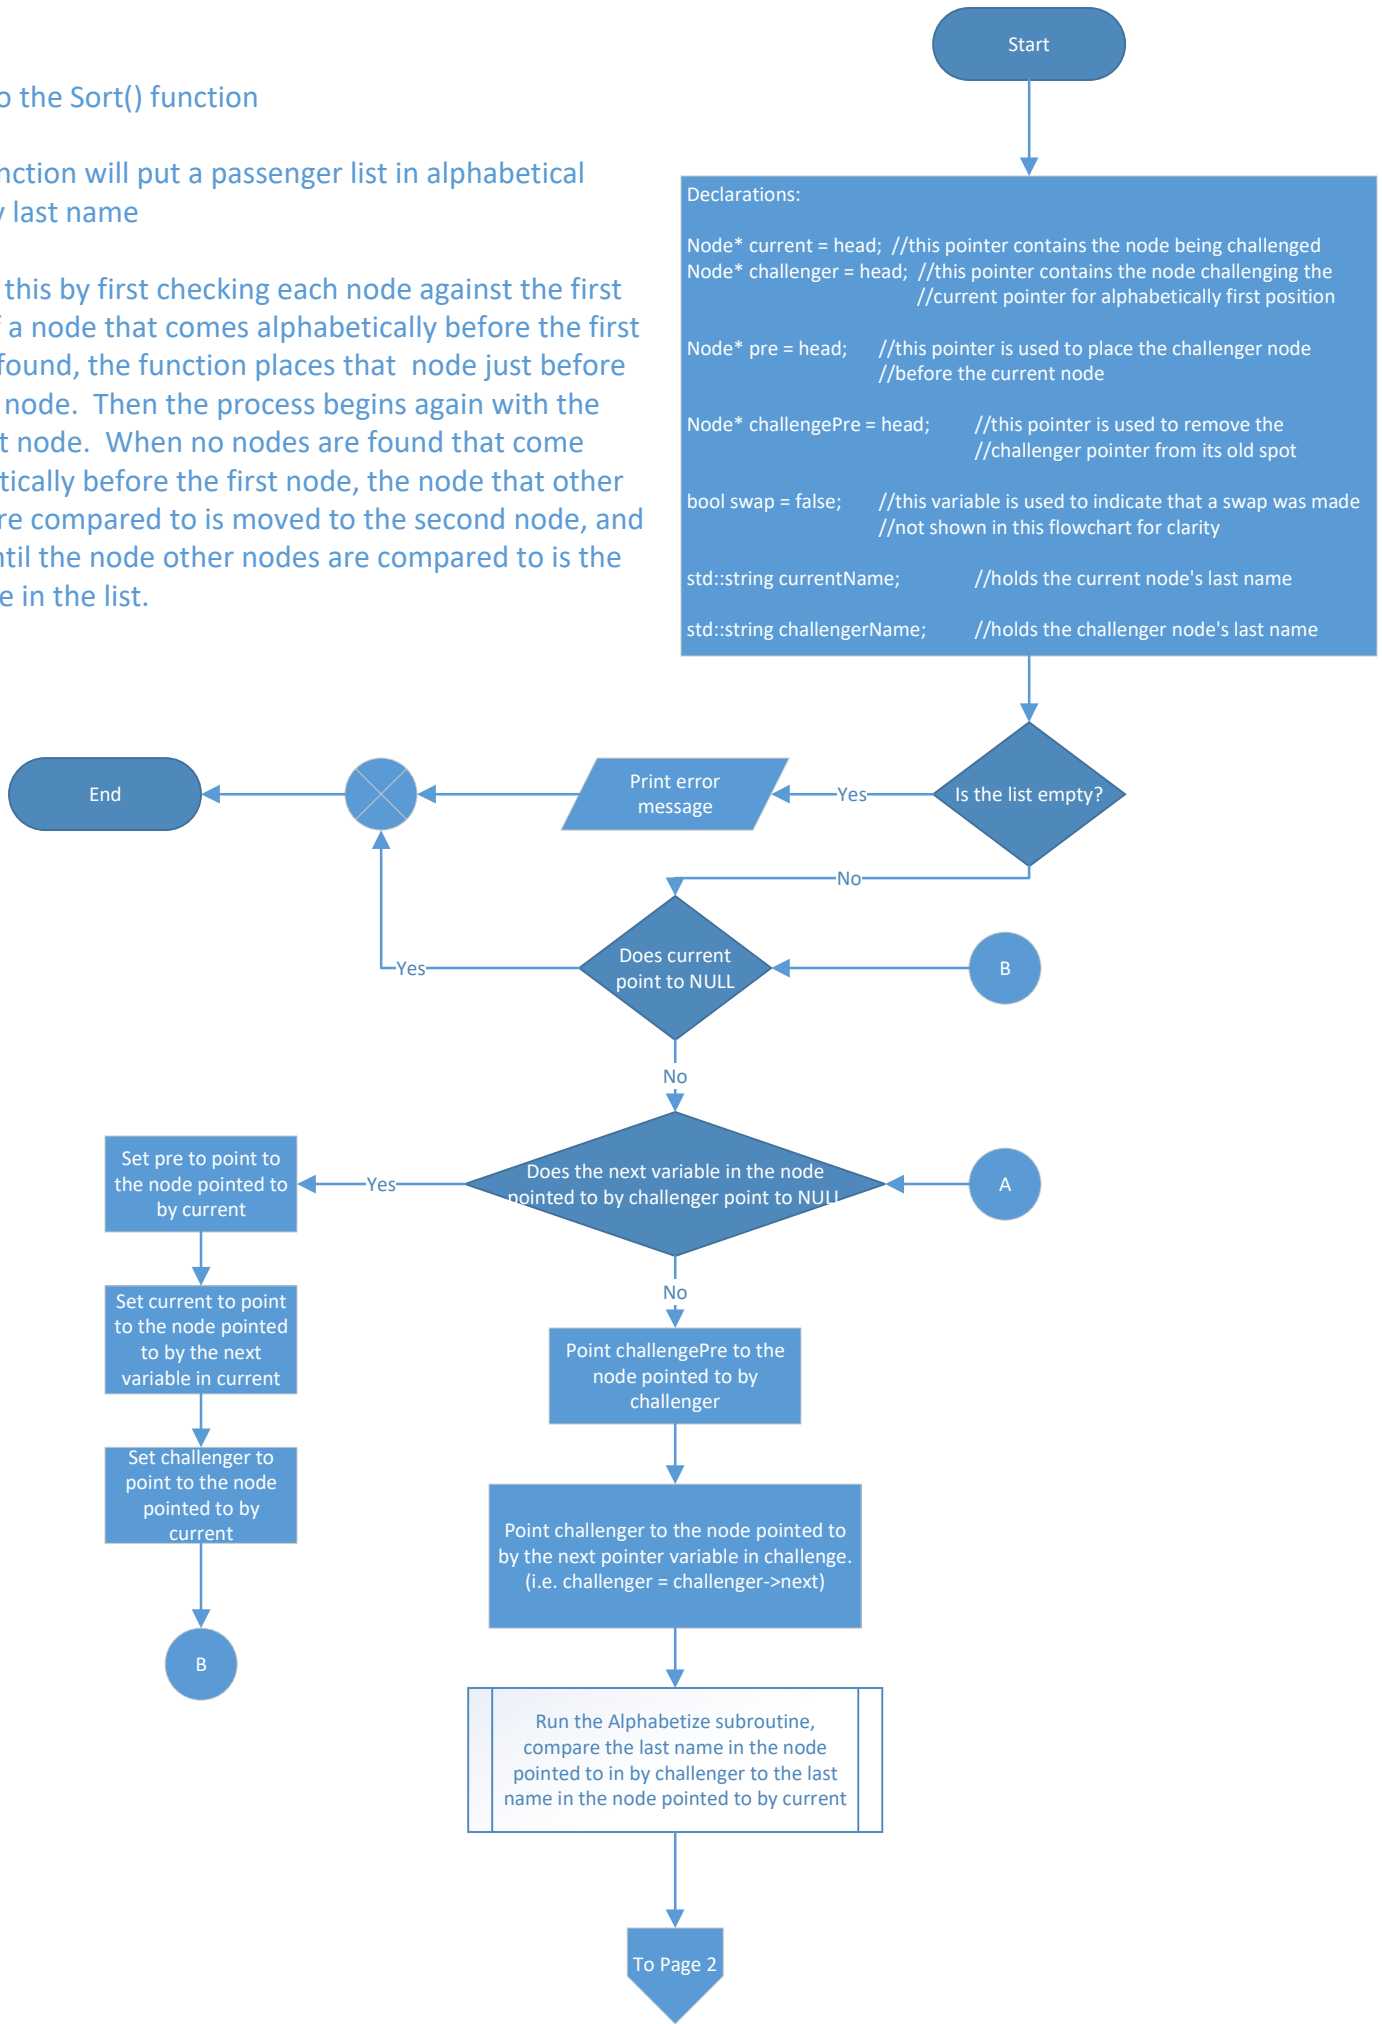 Start
o the Sort() function
nction will put a passenger list in alphabetical
y last name
this by first checking each node against the first
f a node that comes alphabetically before the first
found, the function places that  node just before
node.  Then the process begins again with the
t node.  When no nodes are found that come
tically before the first node, the node that other
re compared to is moved to the second node, and
ntil the node other nodes are compared to is the
e in the list.
Declarations:
Node* current = head;  //this pointer contains the node being challenged
Node* challenger = head;  //this pointer contains the node challenging the
//current pointer for alphabetically first position
Node* pre = head;  //this pointer is used to place the challenger node
//before the current node
Node* challengePre = head;  //this pointer is used to remove the
//challenger pointer from its old spot
bool swap = false;  //this variable is used to indicate that a swap was made
//not shown in this flowchart for clarity
std::string currentName;  //holds the current node's last name
std::string challengerName;  //holds the challenger node's last name
End
Print error
message
Yes
Is the list empty?
No
Does current
point to NULL
Yes
B
No
Set pre to point to
the node pointed to
by current
Yes
Does the next variable in the node
pointed to by challenger point to NULL
A
No
Set current to point
to the node pointed
to by the next
variable in current
Point challengePre to the
node pointed to by
challenger
Set challenger to
point to the node
pointed to by
current
Point challenger to the node pointed to
by the next pointer variable in challenge.
(i.e. challenger = challenger->next)
B
Run the Alphabetize subroutine,
compare the last name in the node
pointed to in by challenger to the last
name in the node pointed to by current
To Page 2